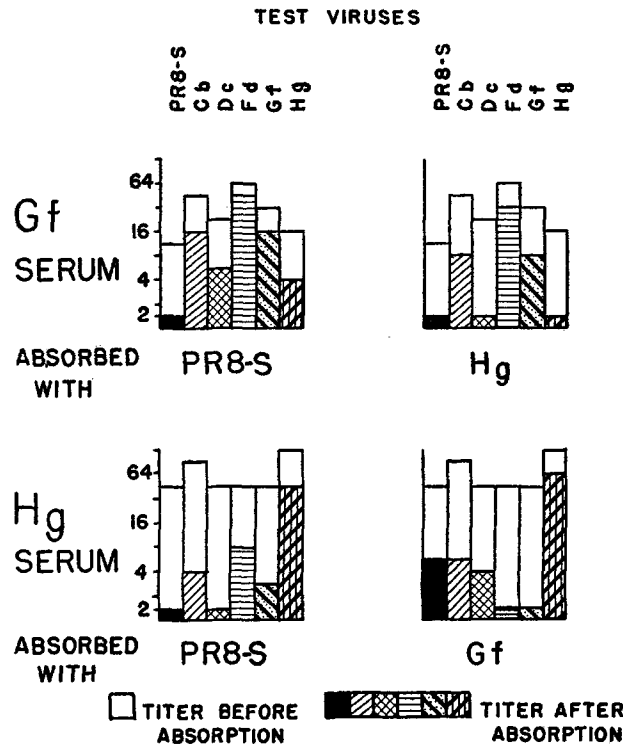 TEST VIRUSES
PR8-S Cb Dc Fd Gf Hg
PR8-S Cb Dc Fd Gf Hg
Gf
SERUM
64
16
4
2
ABSORBED
WITH
PR8-S
Hg
Hg
SERUM
64
16
4
2
ABSORBED
WITH
PR8-S
Gf
TITER BEFORE
ABSORPTION
TITER AFTER
ABSORPTION